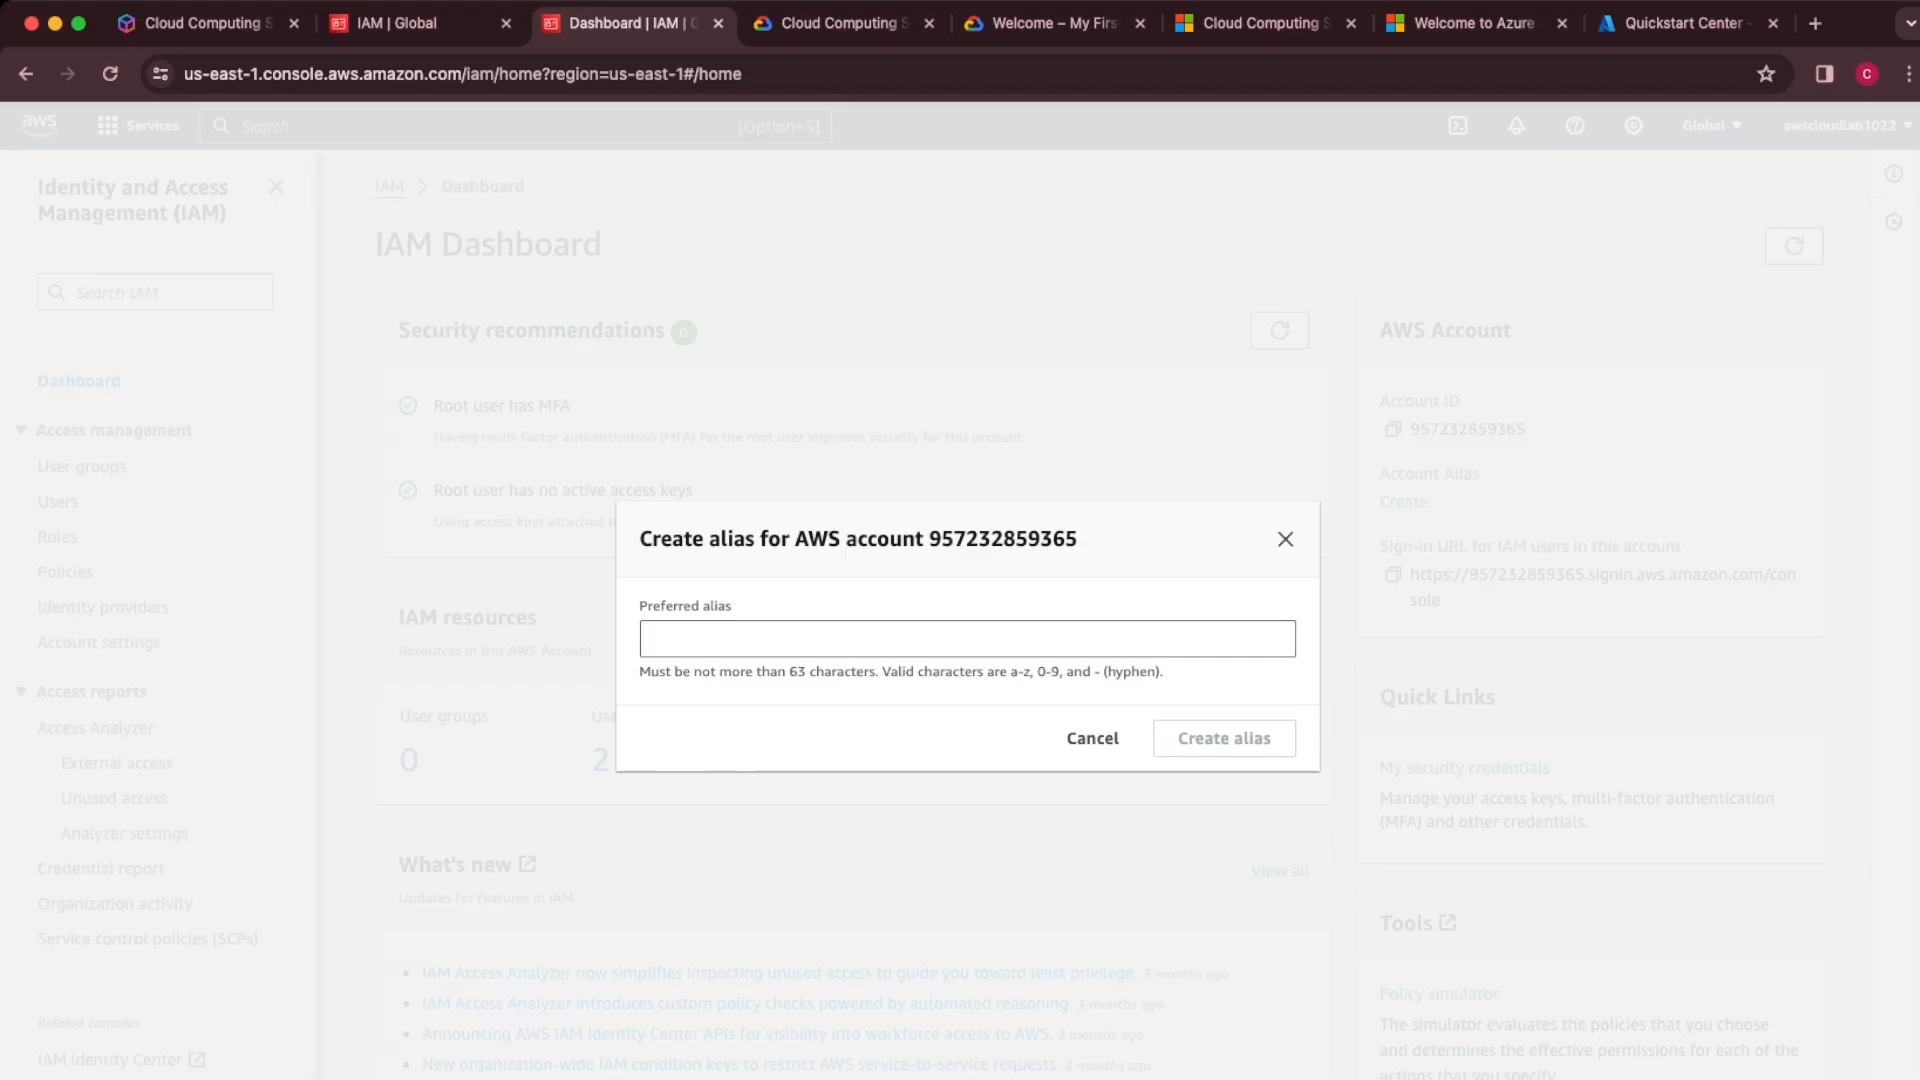 Cloud Computing S
IAM | Global
Dashboard | IAM | G
Cloud Computing S
Welcome – My Firs
Cloud Computing S
Welcome to Azure
Quickstart Center -
us-east-1.console.aws.amazon.com/iam/home?region=us-east-1#/home
C
aws
Services
Search
[Option+S]
Global
awscloudlab1022
Identity and Access
Management (IAM)
Search IAM
Dashboard
Access management
User groups
Users
Roles
Policies
Identity providers
Account settings
Access reports
Access Analyzer
External access
Unused access
Analyzer settings
Credential report
Organization activity
Service control policies (SCPs)
Related consoles
IAM Identity Center
IAM
Dashboard
IAM Dashboard
Security recommendations 0
Root user has MFA
Having multi-factor authentication (MFA) for the root user improves security for this account
Root user has no active access keys
Using access keys attached
IAM resources
Resources in this AWS Account
User groups
0
Use
2
Create alias for AWS account 957232859365
Preferred alias
Must be not more than 63 characters. Valid characters are a-z, 0-9, and - (hyphen).
Cancel
Create alias
What's new
View all
Updates for features in IAM
IAM Access Analyzer now simplifies inspecting unused access to guide you toward least privilege. 3 months ago
IAM Access Analyzer introduces custom policy checks powered by automated reasoning. 3 months ago
Announcing AWS IAM Identity Center APIs for visibility into workforce access to AWS. 3 months ago
New organization-wide IAM condition keys to restrict AWS service-to-service requests. 3 months ago
AWS Account
Account ID
957232859365
Account Alias
Create
Sign-in URL for IAM users in this account
https://957232859365.signin.aws.amazon.com/con
sole
Quick Links
My security credentials
Manage your access keys, multi-factor authentication
(MFA) and other credentials.
Tools
Policy simulator
The simulator evaluates the policies that you choose
and determines the effective permissions for each of the
actions that you specify